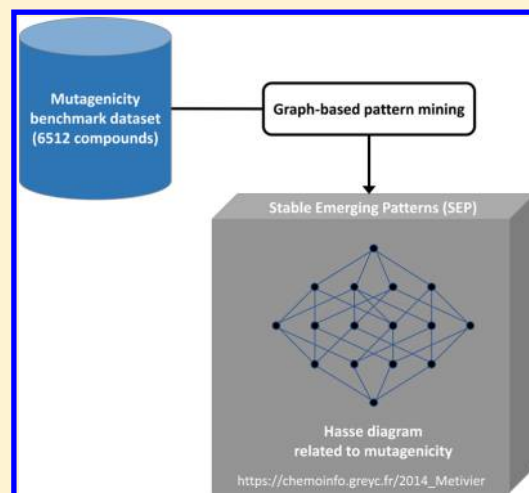 Mutagenicity
benchmark dataset
(6512 compounds)
Graph-based pattern mining
Stable Emerging Patterns (SEP)
Hasse diagram
related to mutagenicity
https://chemoinfo.greyc.fr/2014_Metivier